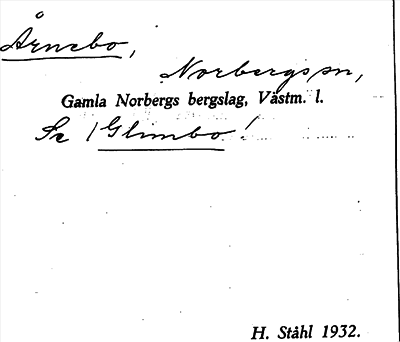 Årnebo,
Norbergs sn,
Gamla Norbergs bergslag, Västm. l.
Se /Glimbo!
H. Ståhl 1932.